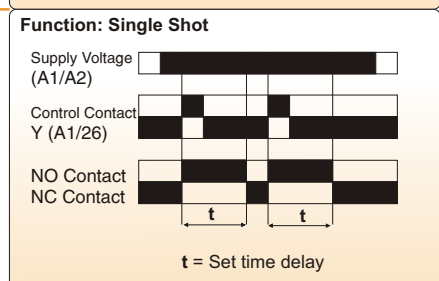 Function: Single Shot
Supply Voltage
(A1/A2)
Control Contact
Y (A1/26)
NO Contact
NC Contact
t
t
t = Set time delay